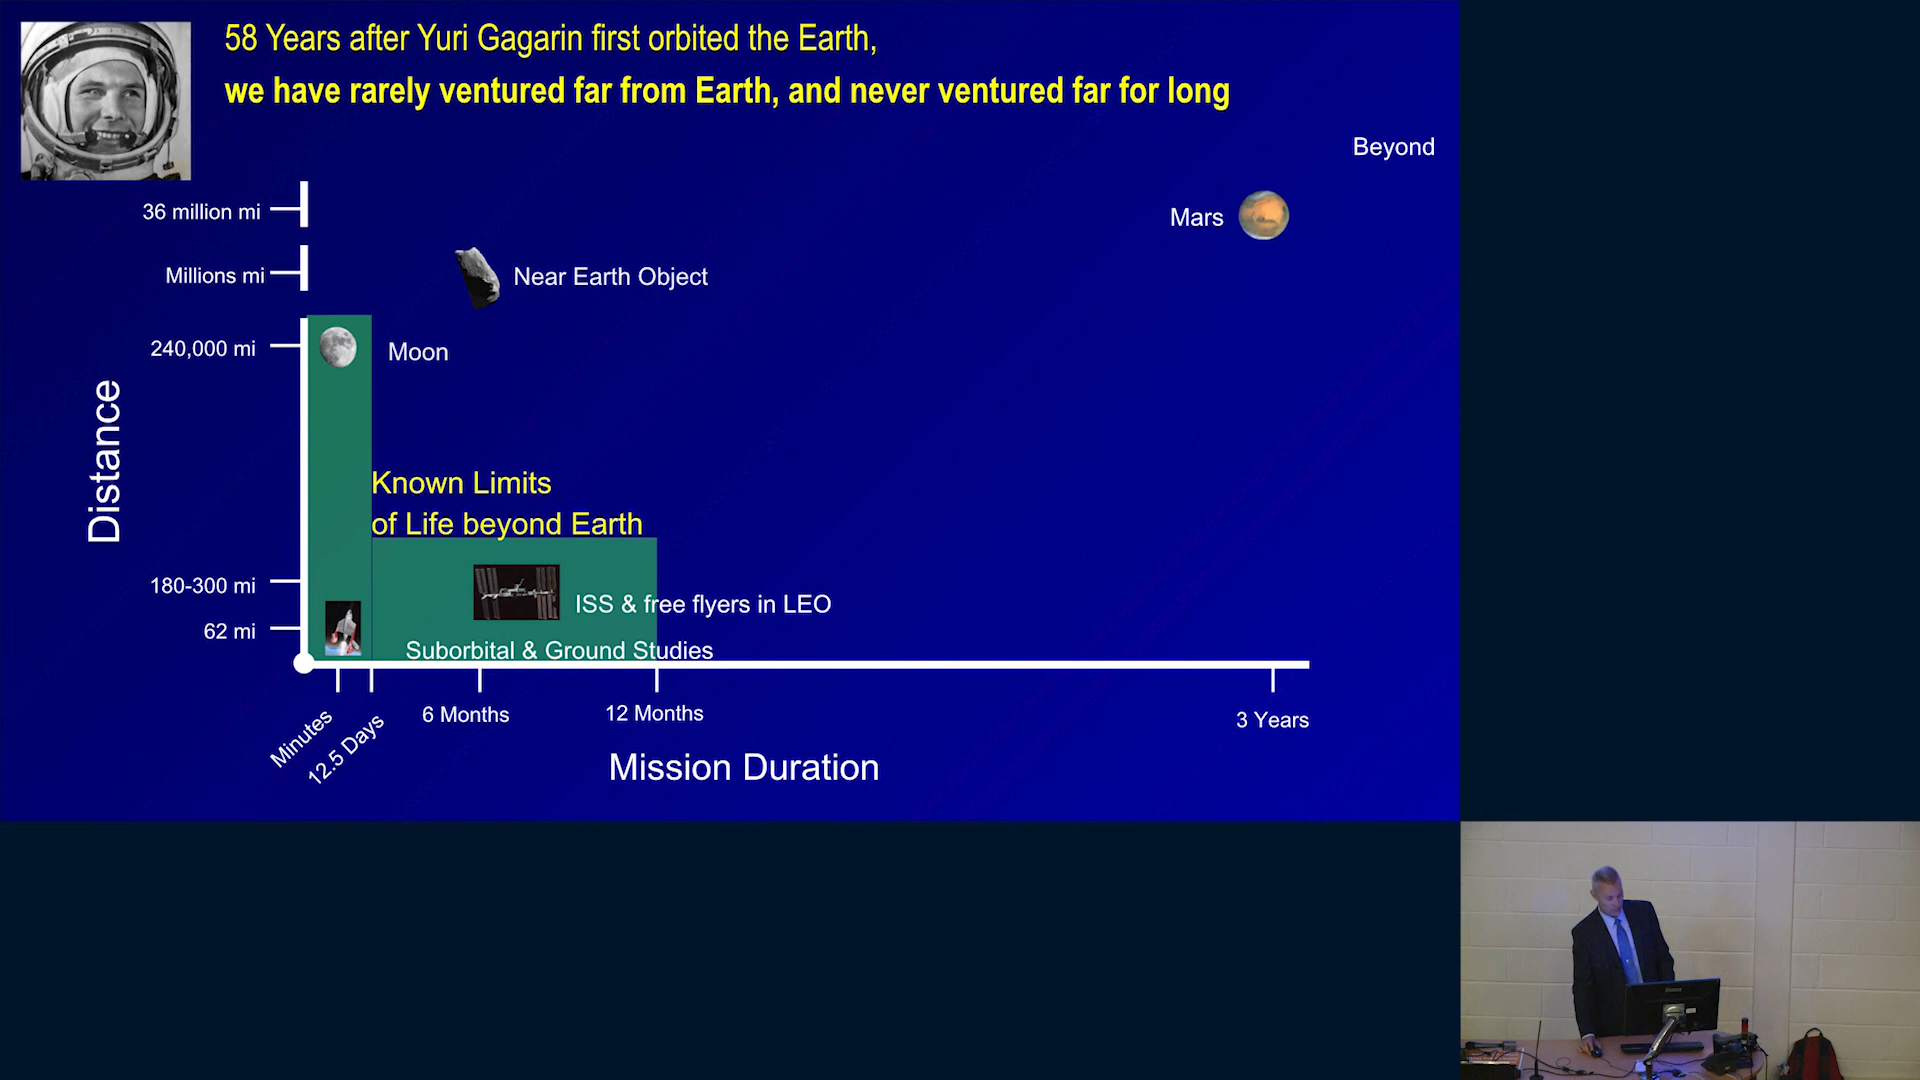 58 Years after Yuri Gagarin first orbited the Earth,
we have rarely ventured far from Earth, and never ventured far for long
Beyond
36 million mi
Mars
Millions mi
Near Earth Object
240,000 mi
Moon
Distance
Known Limits
of Life beyond Earth
180-300 mi
ISS & free flyers in LEO
62 mi
Suborbital & Ground Studies
Minutes
12.5 Days
6 Months
12 Months
3 Years
Mission Duration